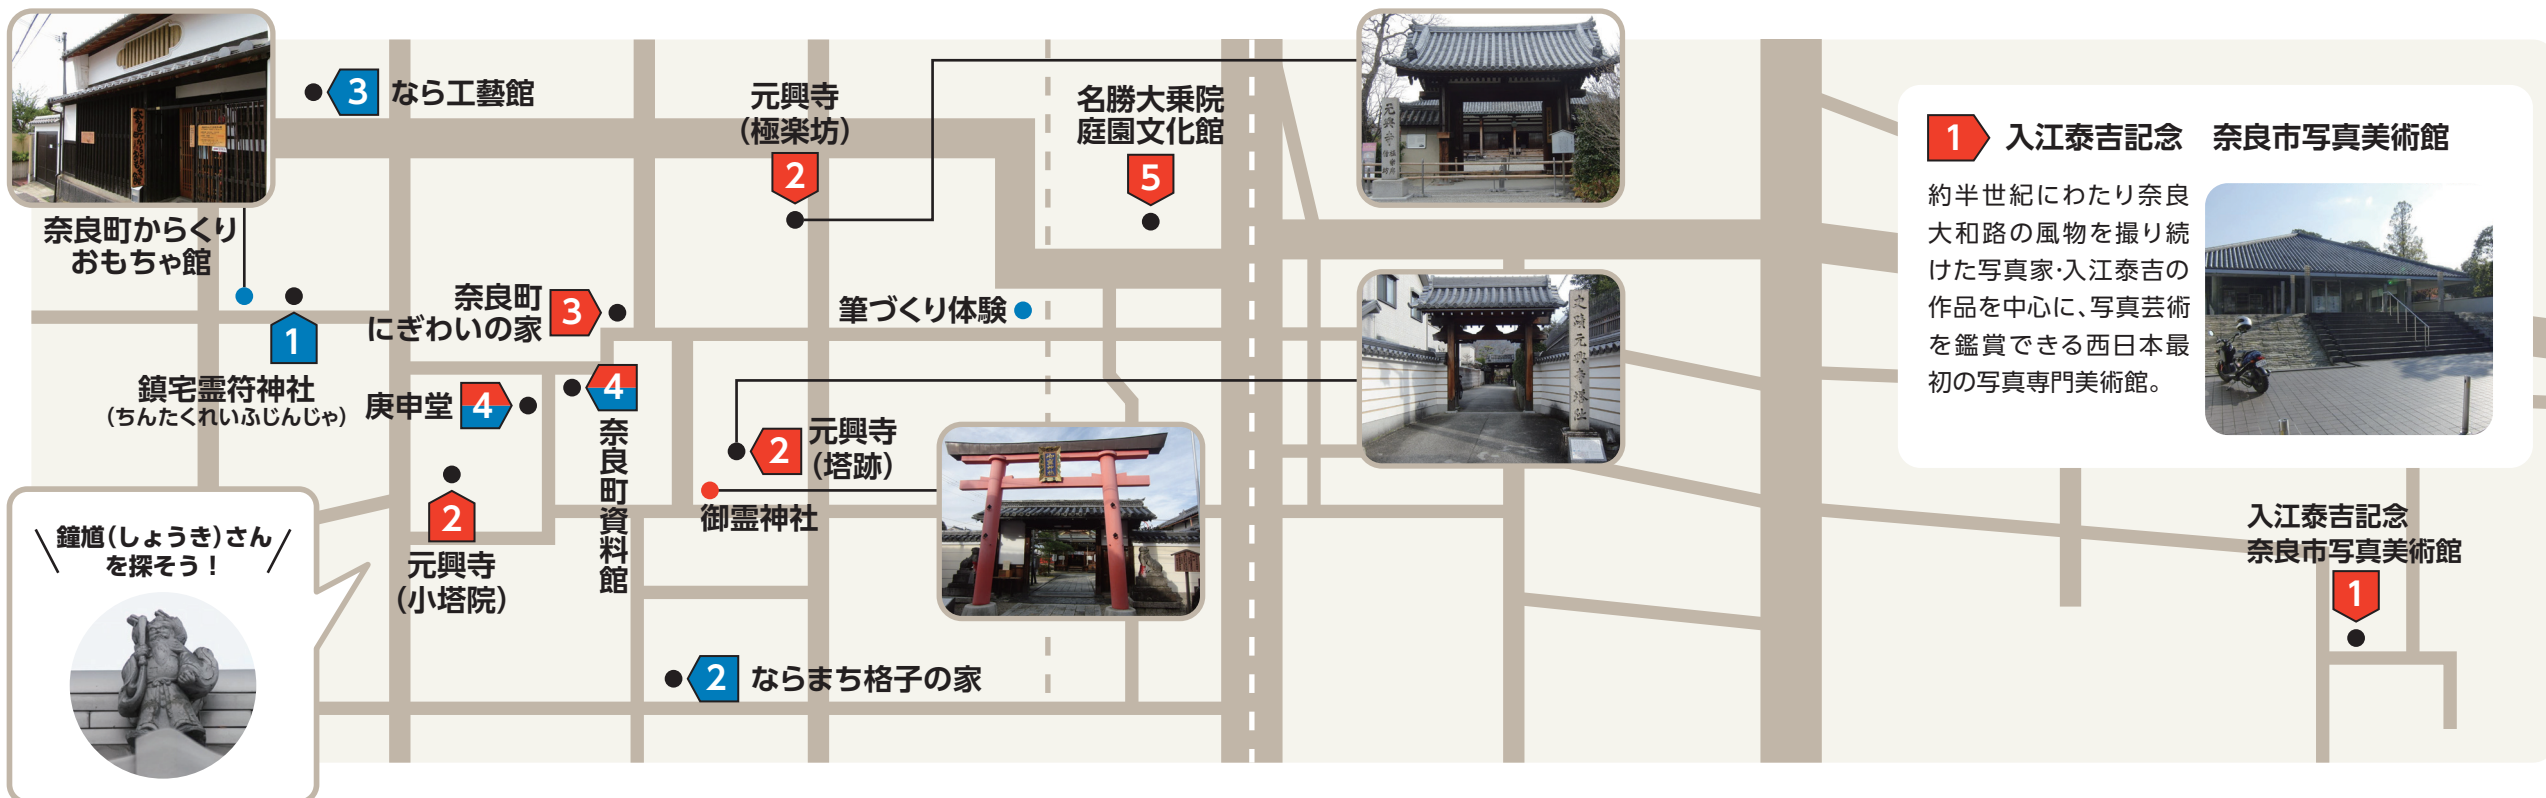 3 なら工藝館
元興寺
（極楽坊）
2
名勝大乗院
庭園文化館
5
元興寺
1 入江泰吉記念　奈良市写真美術館
約半世紀にわたり奈良
大和路の風物を撮り続
けた写真家・入江泰吉の
作品を中心に、写真芸術
を鑑賞できる西日本最
初の写真専門美術館。
奈良町からくり
おもちゃ館
1
鎮宅霊符神社
（ちんたくれいふじんじゃ）
奈良町
にぎわいの家
3
筆づくり体験
庚申堂 4
4
奈良町資料館
2 元興寺
（塔跡）
史蹟元興寺塔址
御霊神社
2
元興寺
（小塔院）
鐘馗（しょうき）さん
を探そう！
2 ならまち格子の家
入江泰吉記念
奈良市写真美術館
1